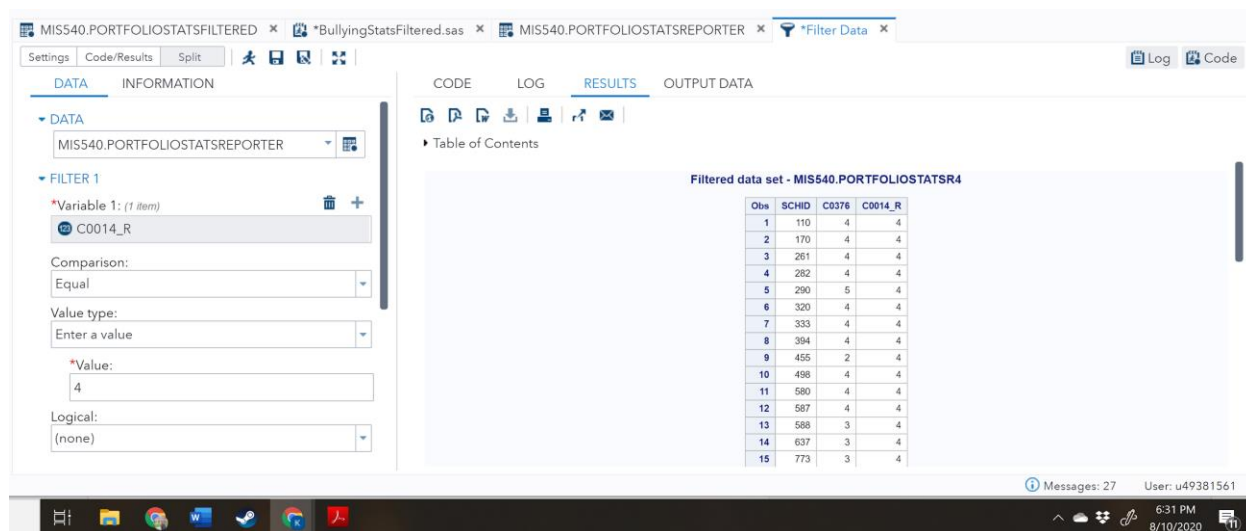 MIS540.PORTFOLIOSTATSFILTERED × *BullyingStatsFiltered.sas × MIS540.PORTFOLIOSTATSREPORTER × *Filter Data ×
Settings Code/Results Split Log Code
DATA INFORMATION
CODE LOG RESULTS OUTPUT DATA
DATA
MIS540.PORTFOLIOSTATSREPORTER
FILTER 1
*Variable 1: (1 item)
123 C0014_R
Comparison:
Equal
Value type:
Enter a value
*Value:
4
Logical:
(none)
Table of Contents
Filtered data set - MIS540.PORTFOLIOSTATSR4
Obs SCHID C0376 C0014_R
1 110 4 4
2 170 4 4
3 261 4 4
4 282 4 4
5 290 5 4
6 320 4 4
7 333 4 4
8 394 4 4
9 455 2 4
10 498 4 4
11 580 4 4
12 587 4 4
13 588 3 4
14 637 3 4
15 773 3 4
Messages: 27 User: u49381561
6:31 PM
8/10/2020
11